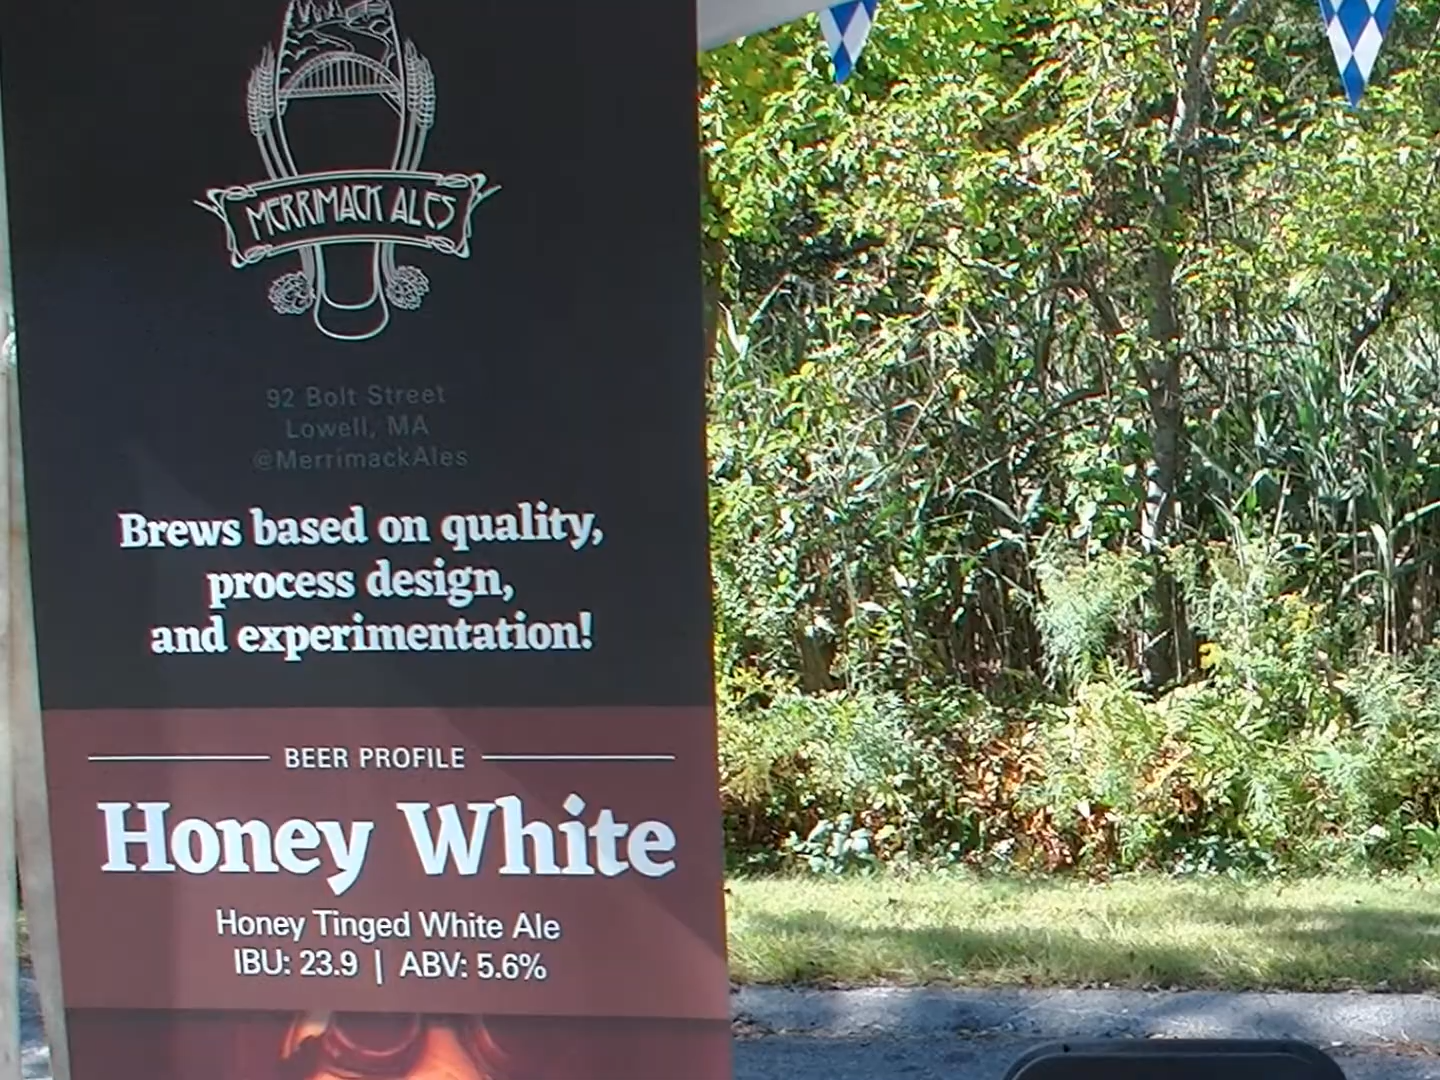 MERRIMACK ALES
92 Bolt Street
Lowell, MA
@MerrimackAles
Brews based on quality,
process design,
and experimentation!
BEER PROFILE
Honey White
Honey Tinged White Ale
IBU: 23.9 | ABV: 5.6%